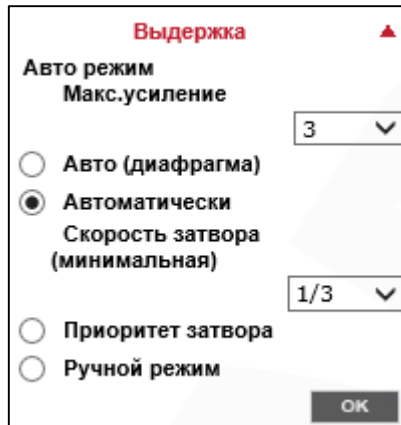 Выдержка
Авто режим
Макс.усиление
3
Авто (диафрагма)
Автоматически
Скорость затвора
(минимальная)
1/3
Приоритет затвора
Ручной режим
OK